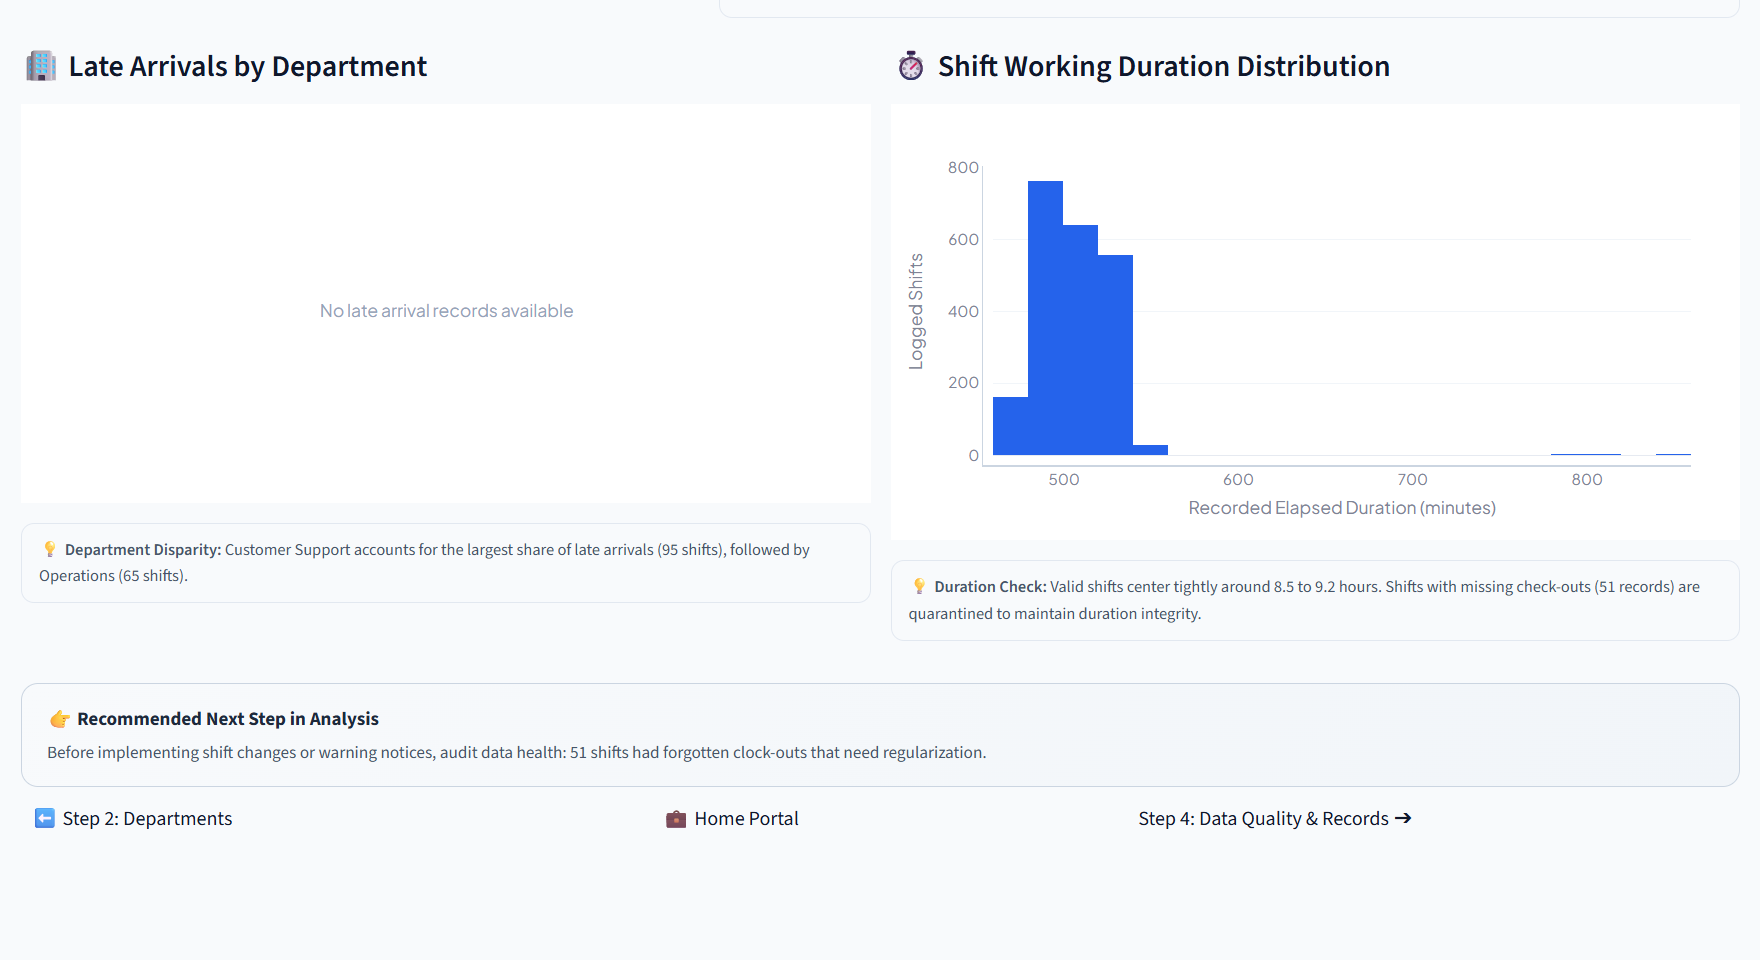 Late Arrivals by Department
No late arrival records available
Department Disparity: Customer Support accounts for the largest share of late arrivals (95 shifts), followed by
Operations (65 shifts).
Shift Working Duration Distribution
800
600
400
200
0
Logged Shifts
500 600 700 800
Recorded Elapsed Duration (minutes)
Duration Check: Valid shifts center tightly around 8.5 to 9.2 hours. Shifts with missing check-outs (51 records) are
quarantined to maintain duration integrity.
Recommended Next Step in Analysis
Before implementing shift changes or warning notices, audit data health: 51 shifts had forgotten clock-outs that need regularization.
Step 2: Departments
Home Portal
Step 4: Data Quality & Records →